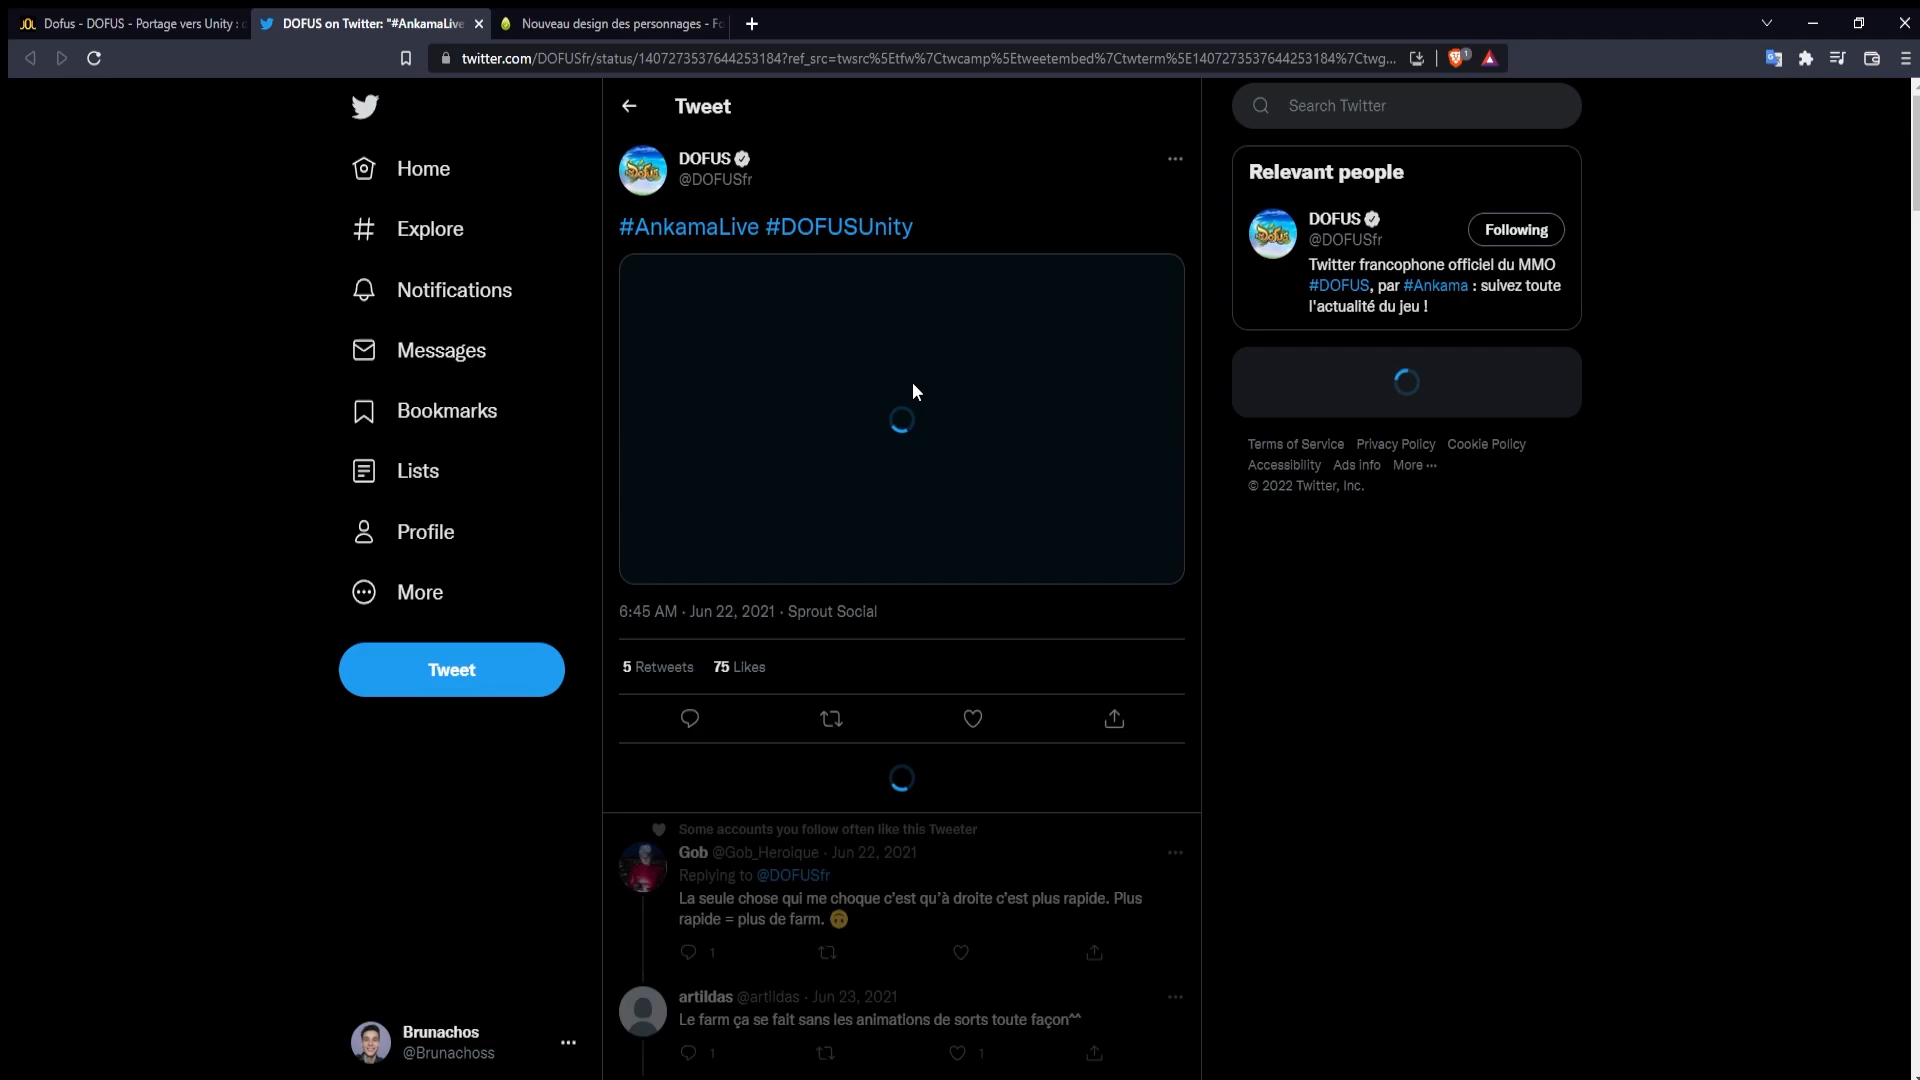 Dofus - DOFUS - Portage vers Unity :
DOFUS on Twitter: "#AnkamaLive
Nouveau design des personnages - Fo
twitter.com/DOFUSfr/status/1407273537644253184?ref_src=twsrc%5Etfw%7Ctwcamp%5Etweetembed%7Ctwterm%5E1407273537644253184%7Ctwg...
1
Home
Explore
Notifications
Messages
Bookmarks
Lists
Profile
More
Tweet
Brunachos
@Brunachoss
Tweet
DOFUS
@DOFUSfr
#AnkamaLive #DOFUSUnity
6:45 AM · Jun 22, 2021 · Sprout Social
5 Retweets 75 Likes
Some accounts you follow often like this Tweeter
Gob @Gob_Heroique · Jun 22, 2021
Replying to @DOFUSfr
La seule chose qui me choque c'est qu'à droite c'est plus rapide. Plus
rapide = plus de farm.
1
artildas @artildas · Jun 23, 2021
Le farm ça se fait sans les animations de sorts toute façon^^
1 1
Search Twitter
Relevant people
DOFUS
@DOFUSfr
Following
Twitter francophone officiel du MMO
#DOFUS, par #Ankama : suivez toute
l'actualité du jeu !
Terms of Service Privacy Policy Cookie Policy
Accessibility Ads info More ···
© 2022 Twitter, Inc.